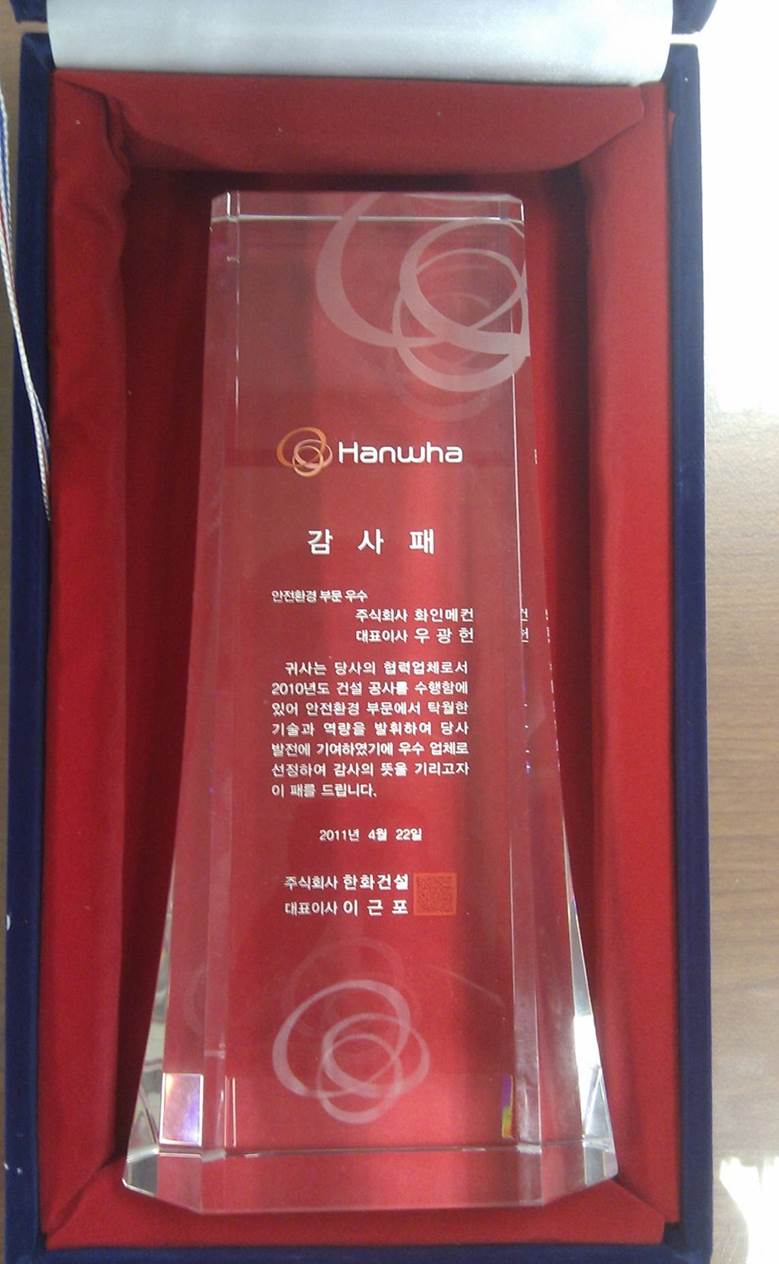 Hanwha
감 사 패
안전환경 부문 우수
주식회사 화인메컨
대표이사 우 광 헌
귀사는 당사의 협력업체로서
2010년도 건설 공사를 수행함에
있어 안전환경 부문에서 탁월한
기술과 역량을 발휘하여 당사
발전에 기여하였기에 우수 업체로
선정하여 감사의 뜻을 기리고자
이 패를 드립니다.
2011년 4월 22일
주식회사 한화건설
대표이사 이 근 포